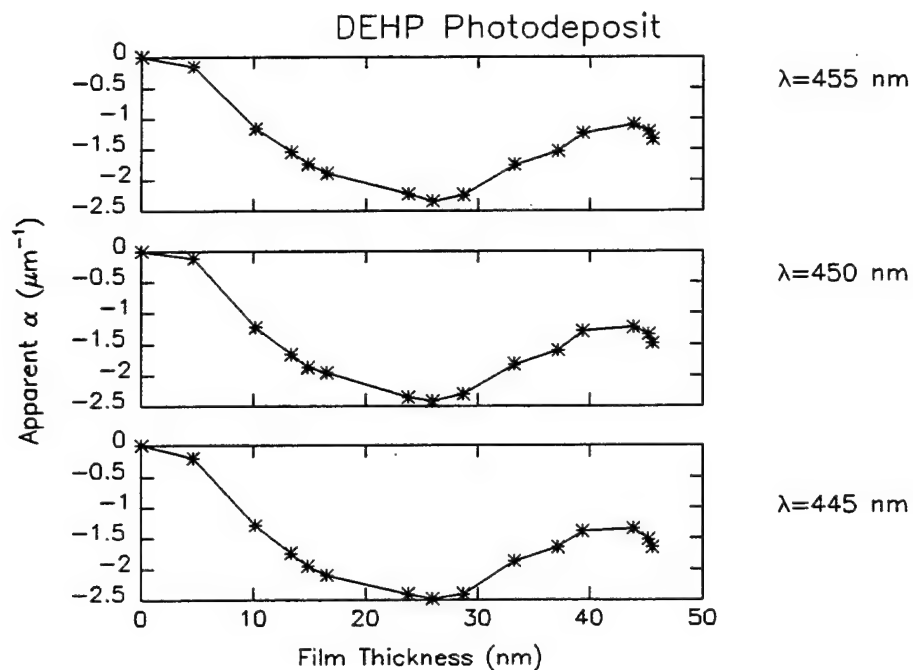 DEHP Photodeposit
0
−0.5
−1
−1.5
−2
−2.5
λ=455 nm
0
−0.5
−1
−1.5
−2
−2.5
λ=450 nm
0
−0.5
−1
−1.5
−2
−2.5
λ=445 nm
Apparent α (μm⁻¹)
0 10 20 30 40 50
Film Thickness (nm)